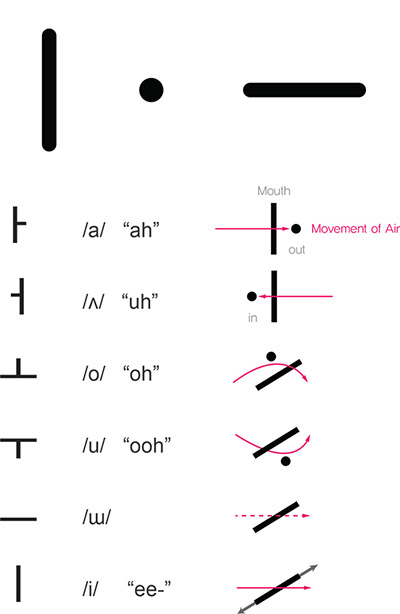 Mouth
ㅏ /a/ “ah” Movement of Air
out
ㅓ /ʌ/ “uh”
in
ㅗ /o/ “oh”
ㅜ /u/ “ooh”
ㅡ /ɯ/
ㅣ /i/ “ee-”